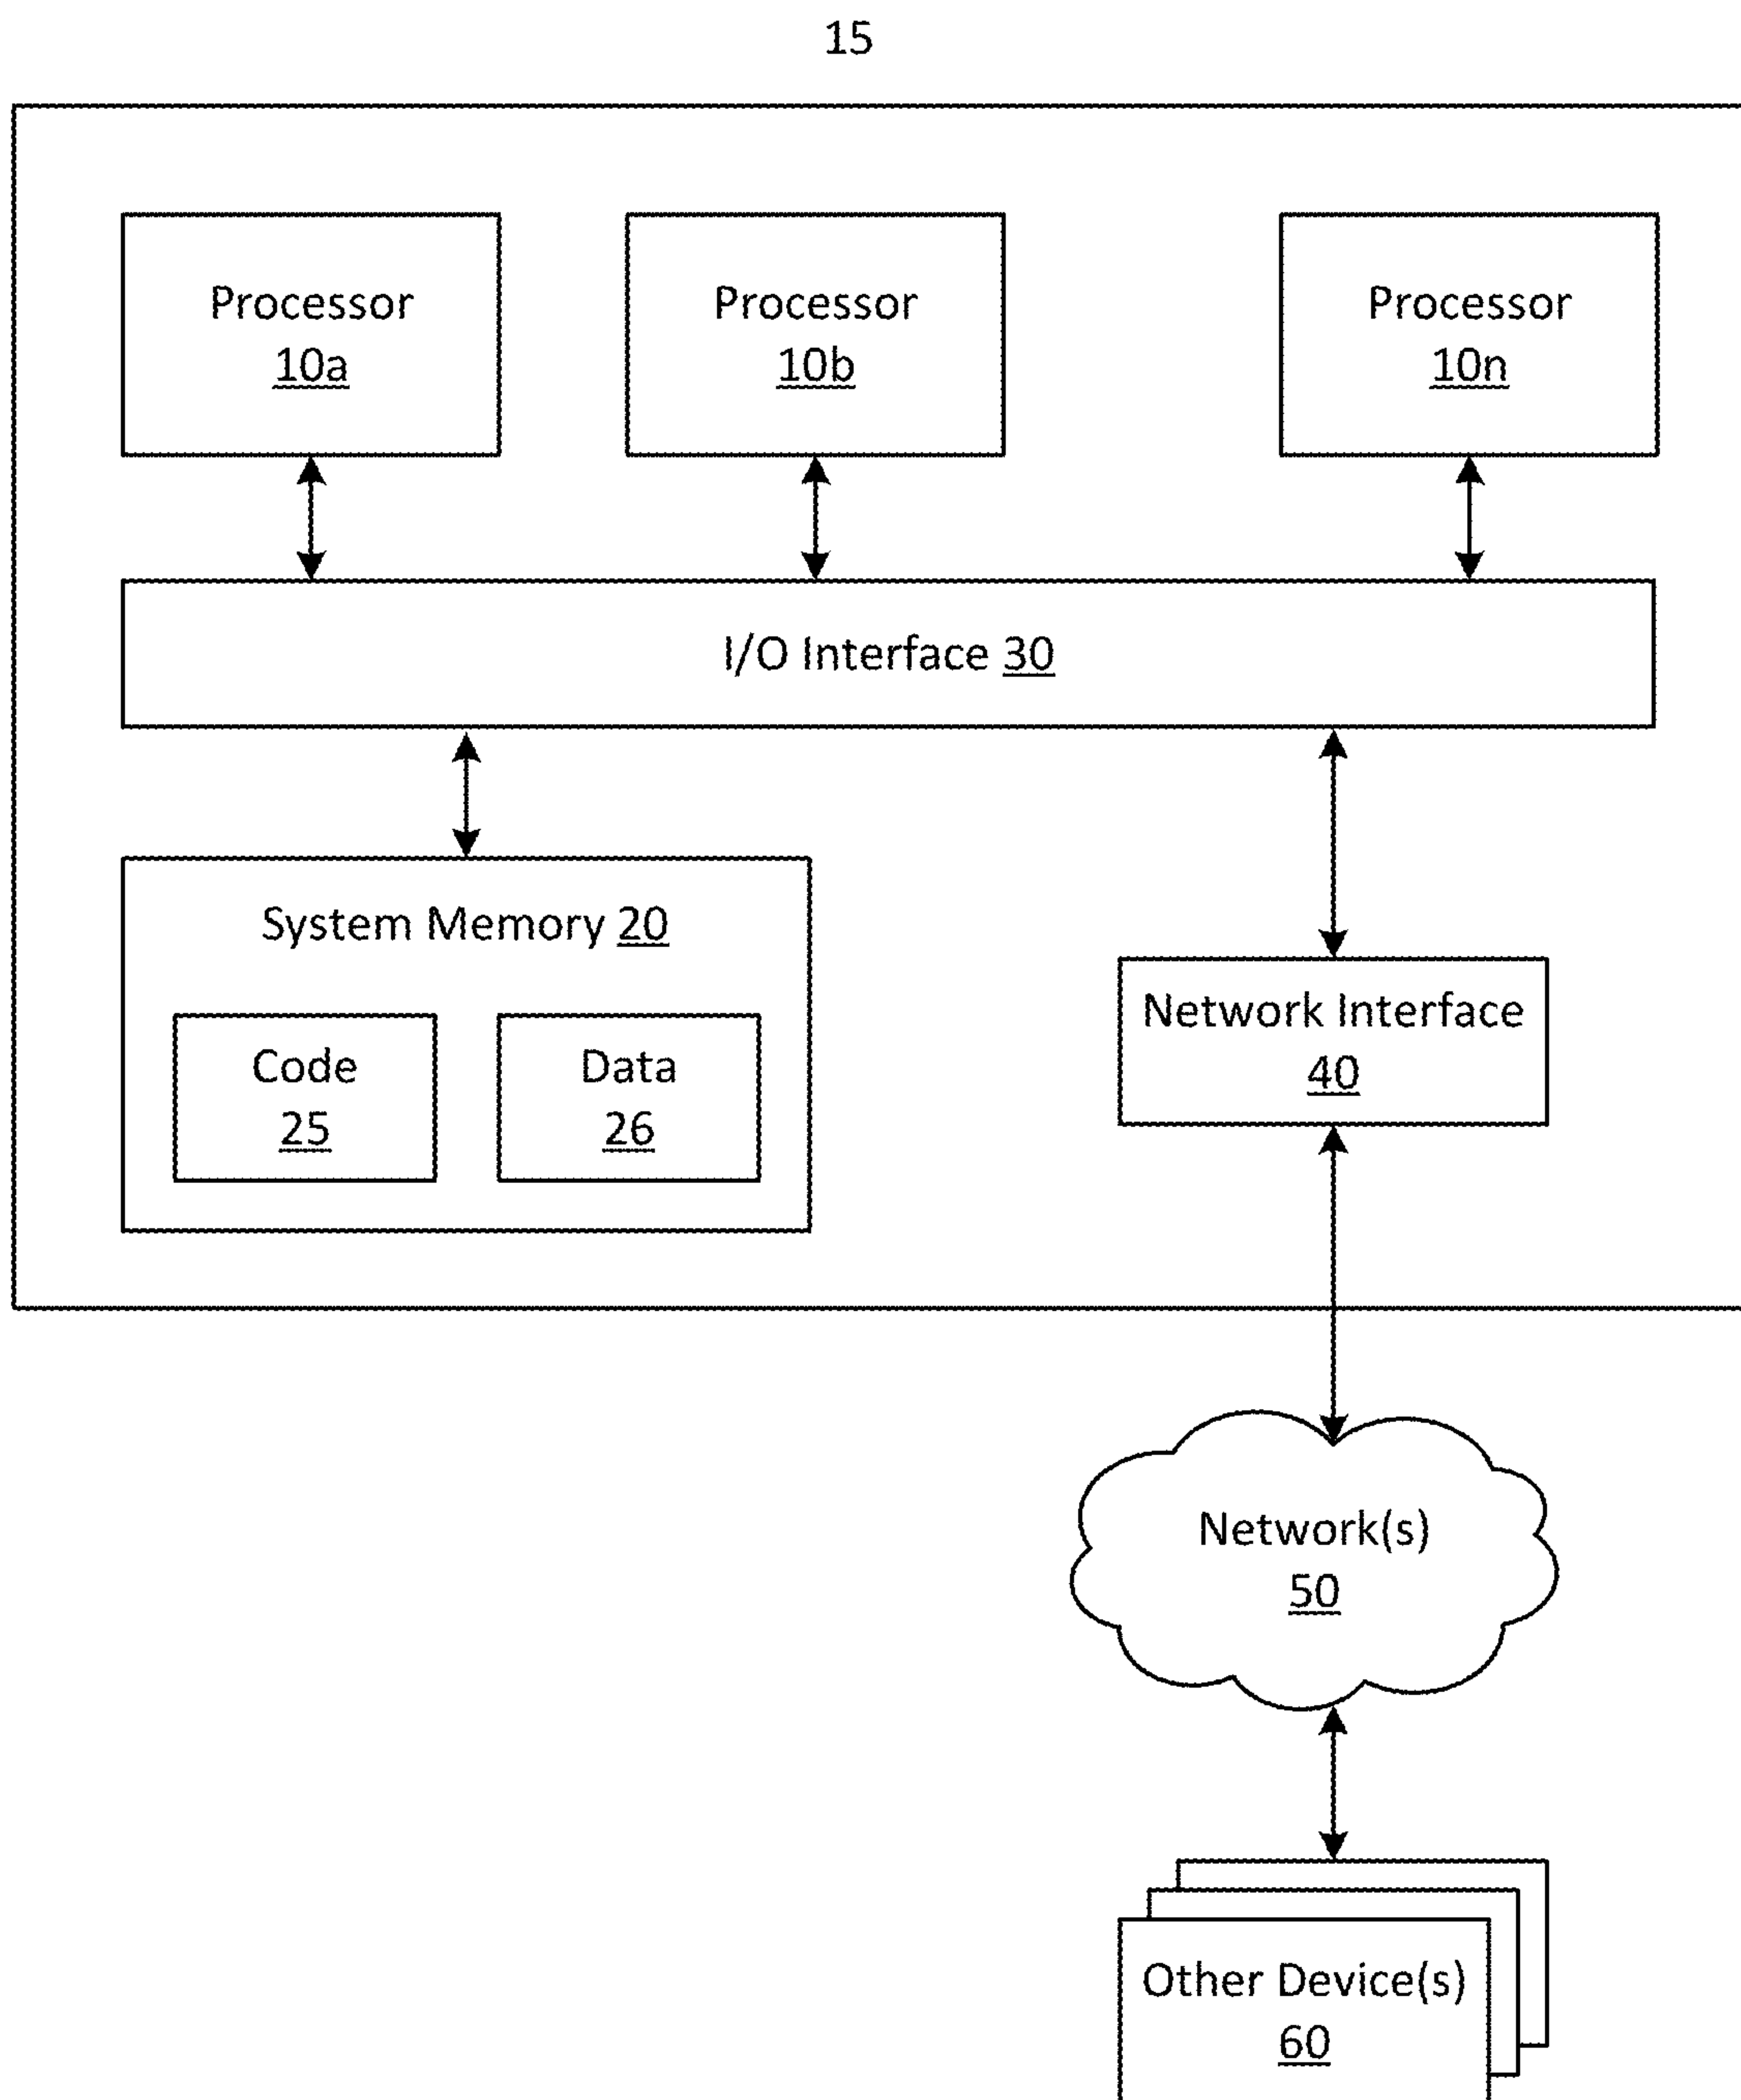 15
Processor
10a
Processor
10b
Processor
10n
I/O Interface 30
System Memory 20
Code
25
Data
26
Network Interface
40
Network(s)
50
Other Device(s)
60